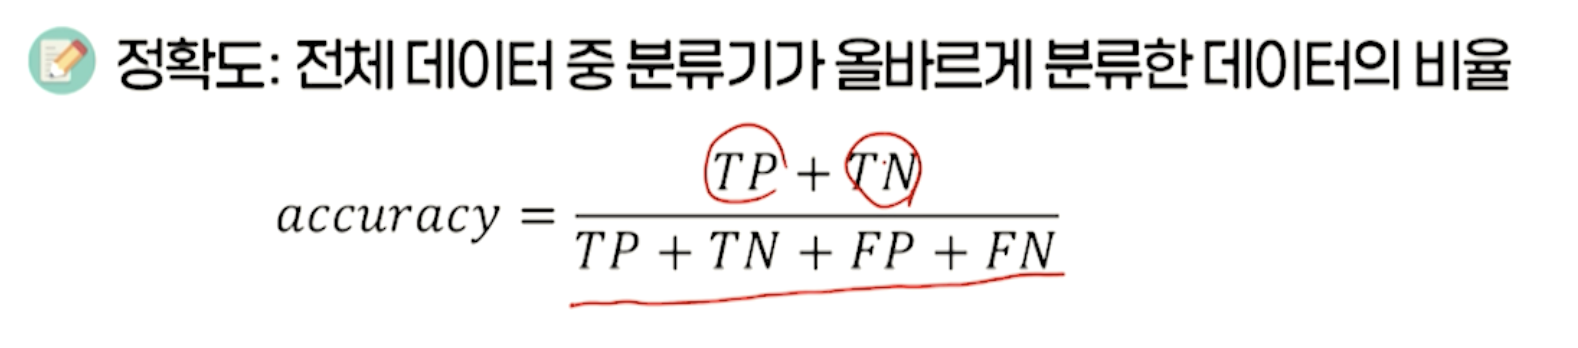 정확도: 전체 데이터 중 분류기가 올바르게 분류한 데이터의 비율
TP + TN
accuracy =
TP + TN + FP + FN